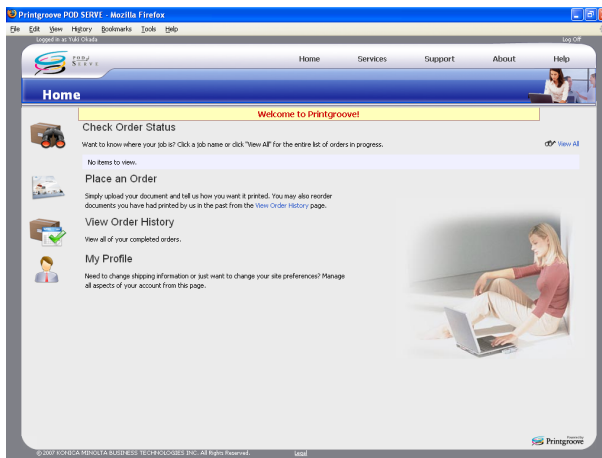 Printgroove POD SERVE - Mozilla Firefox
File Edit View History Bookmarks Tools Help
Logged in as: Yuki Okada Log Off
POD SERVE
Home Services Support About Help
Home
Welcome to Printgroove!
Check Order Status
Want to know where your job is? Click a job name or click "View All" for the entire list of orders in progress. View All
No items to view.
Place an Order
Simply upload your document and tell us how you want it printed. You may also reorder
documents you have had printed by us in the past from the View Order History page.
View Order History
View all of your completed orders.
My Profile
Need to change shipping information or just want to change your site preferences? Manage
all aspects of your account from this page.
Powered by
Printgroove
© 2007 KONICA MINOLTA BUSINESS TECHNOLOGIES INC. All Rights Reserved. Legal